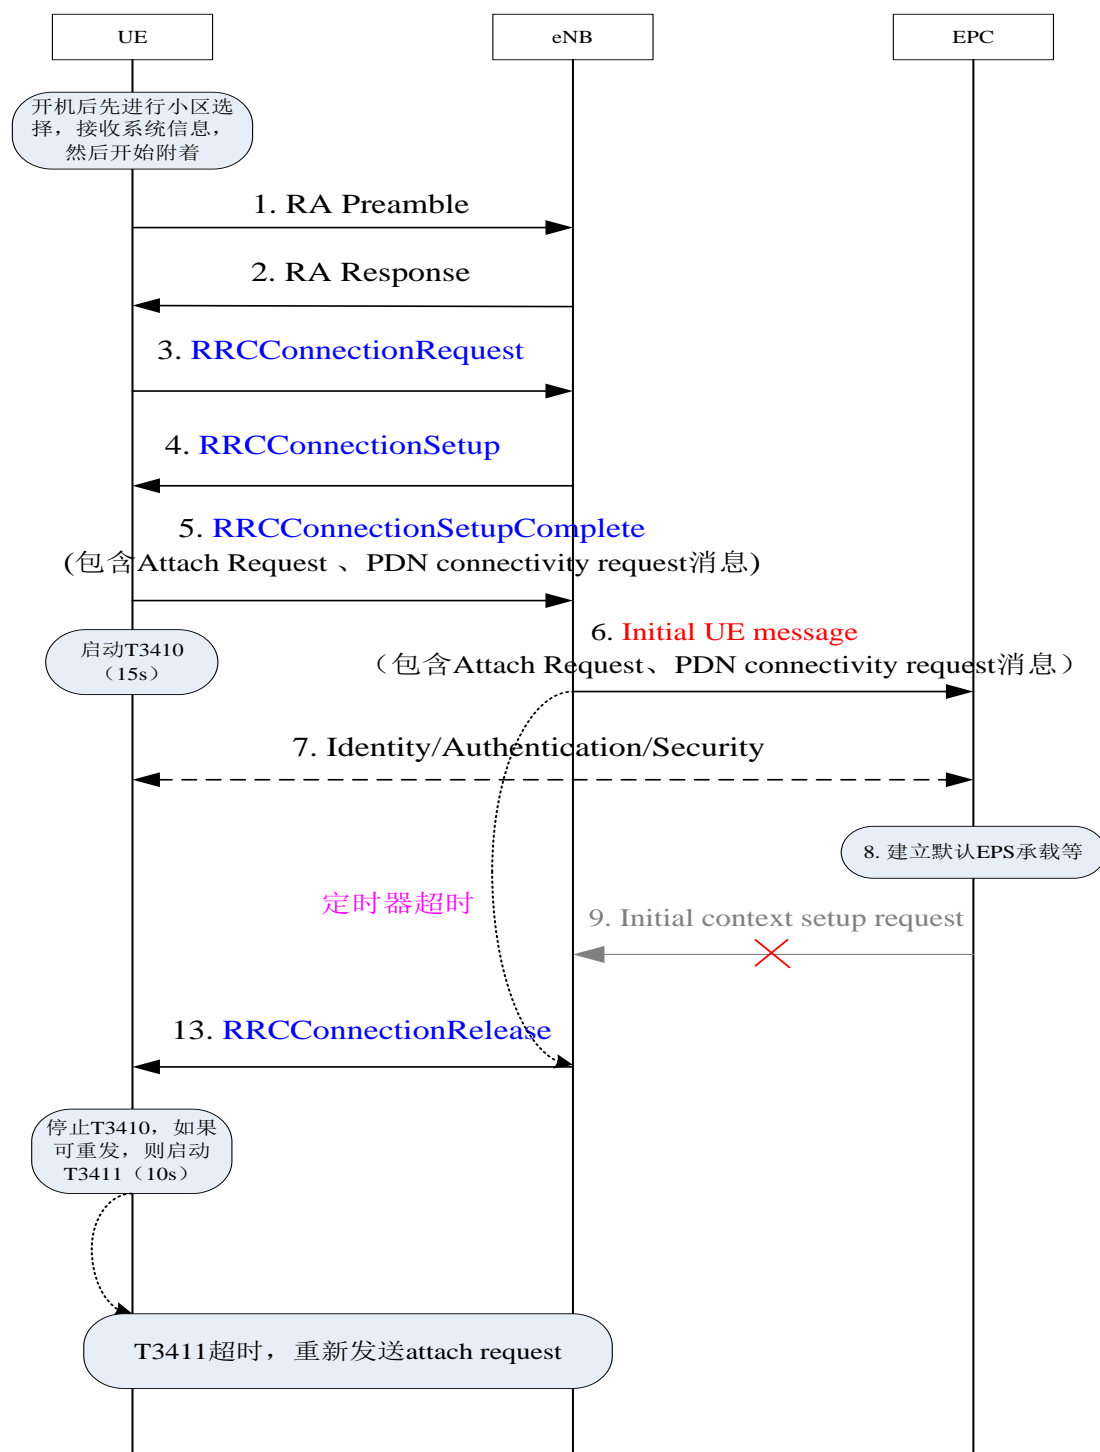 UE
eNB
EPC
开机后先进行小区选
择，接收系统信息，
然后开始附着
1. RA Preamble
2. RA Response
3. RRCConnectionRequest
4. RRCConnectionSetup
5. RRCConnectionSetupComplete
(包含Attach Request 、PDN connectivity request消息)
启动T3410
（15s）
6. Initial UE message
（包含Attach Request、PDN connectivity request消息）
7. Identity/Authentication/Security
8. 建立默认EPS承载等
定时器超时
9. Initial context setup request
13. RRCConnectionRelease
停止T3410，如果
可重发，则启动
T3411（10s）
T3411超时，重新发送attach request